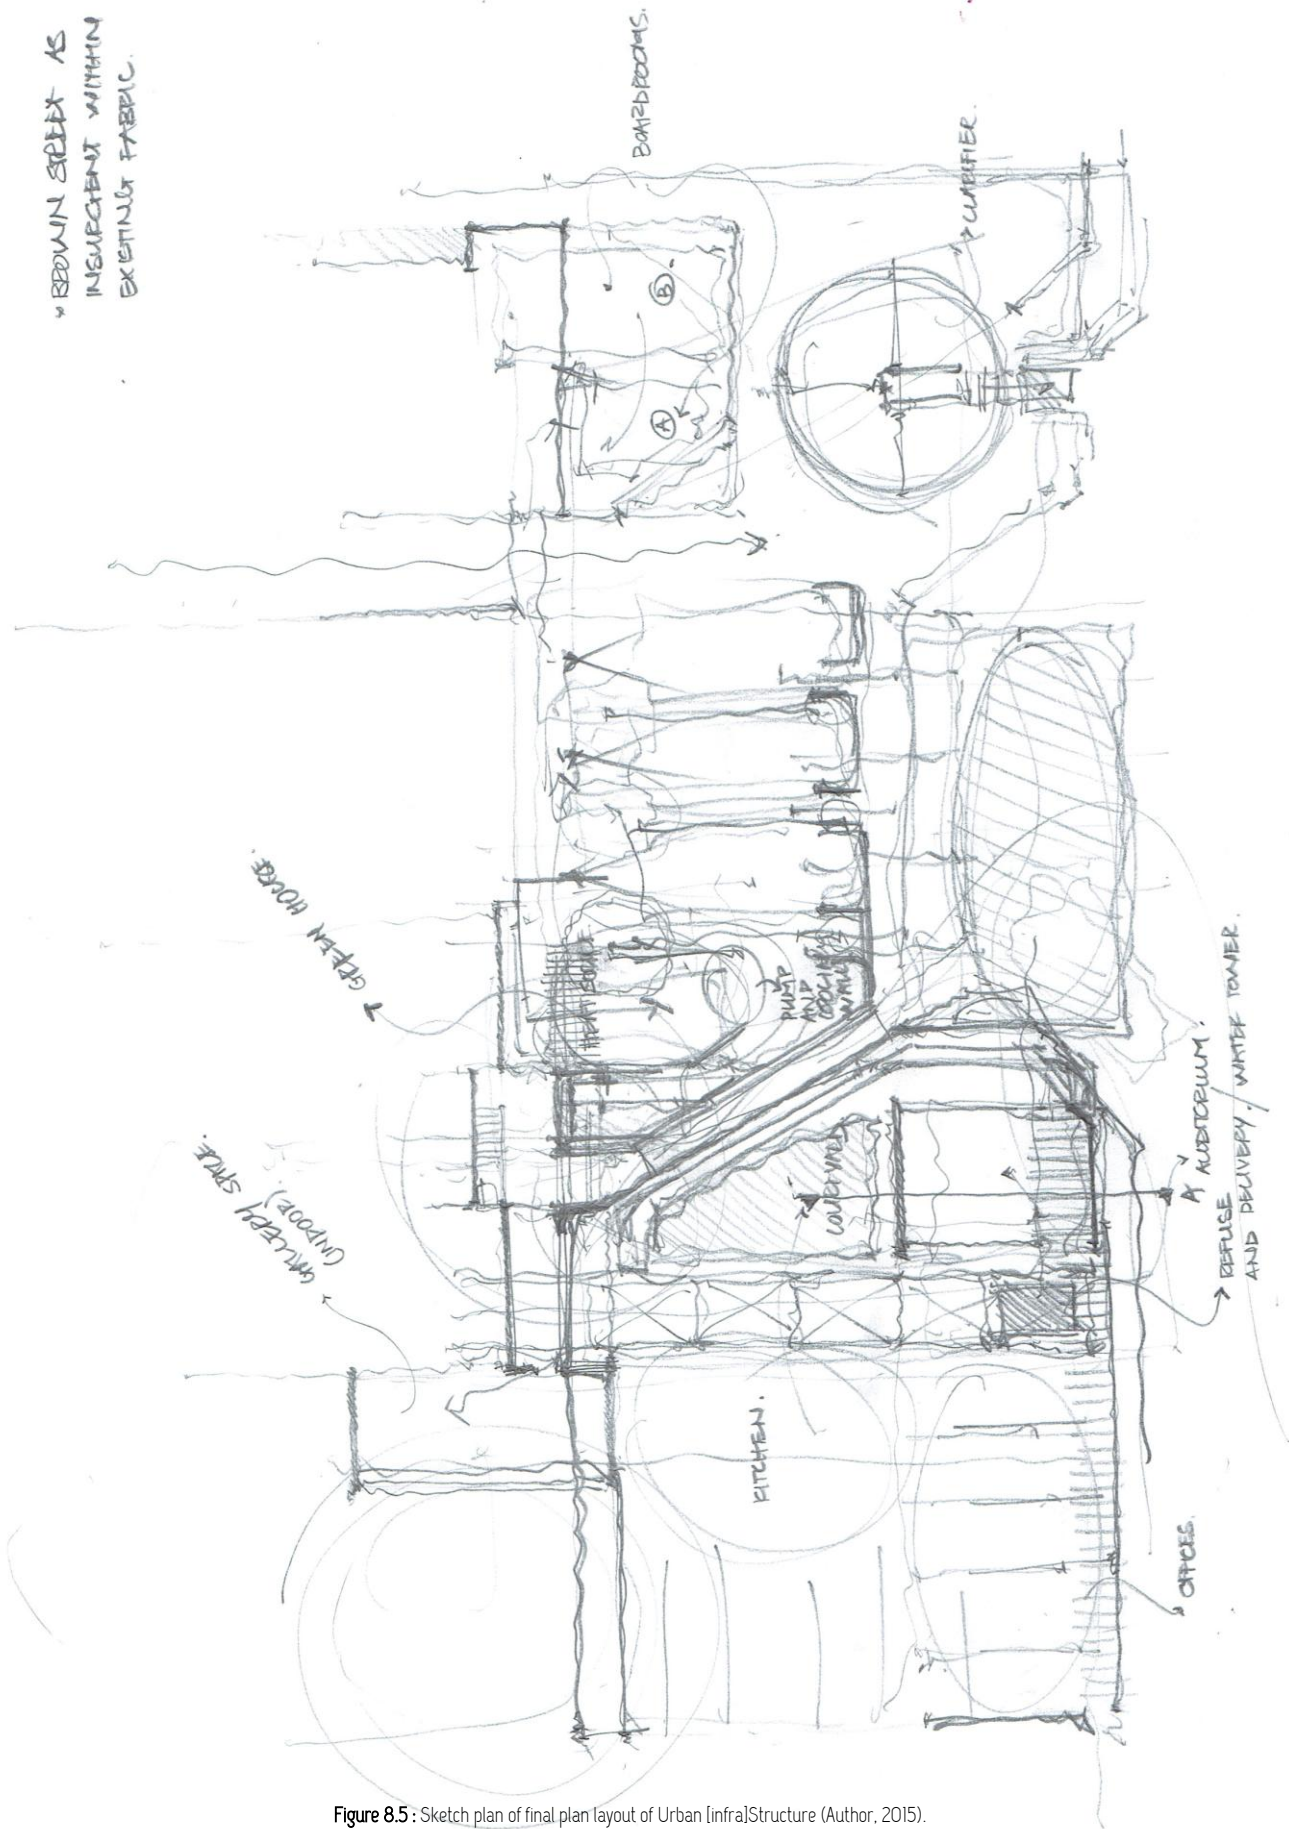 * BROWN STREET AS
INSURGENT WITHIN
EXISTING FABRIC.
BOARDROOMS.
CLARIFIER.
B
A
GREEN HOUSE.
PUMP
AND
WALL
GALLERY SPACE.
(INDOOR).
COURTYARD
AUDITORIUM.
REFUSE
AND DELIVERY / WATER TOWER
KITCHEN.
OFFICES.
Figure 8.5 : Sketch plan of final plan layout of Urban [infra]Structure (Author, 2015).